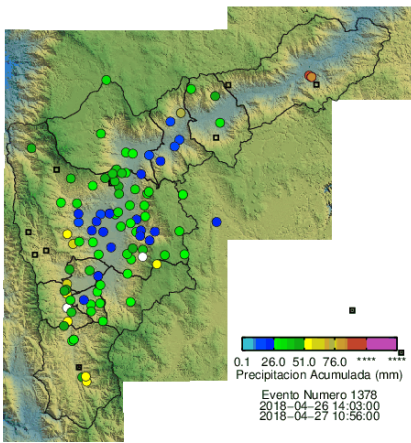 0.1 26.0 51.0 76.0 **** ****
Precipitacion Acumulada (mm)
Evento Numero 1378
2018-04-26 14:03:00
2018-04-27 10:56:00